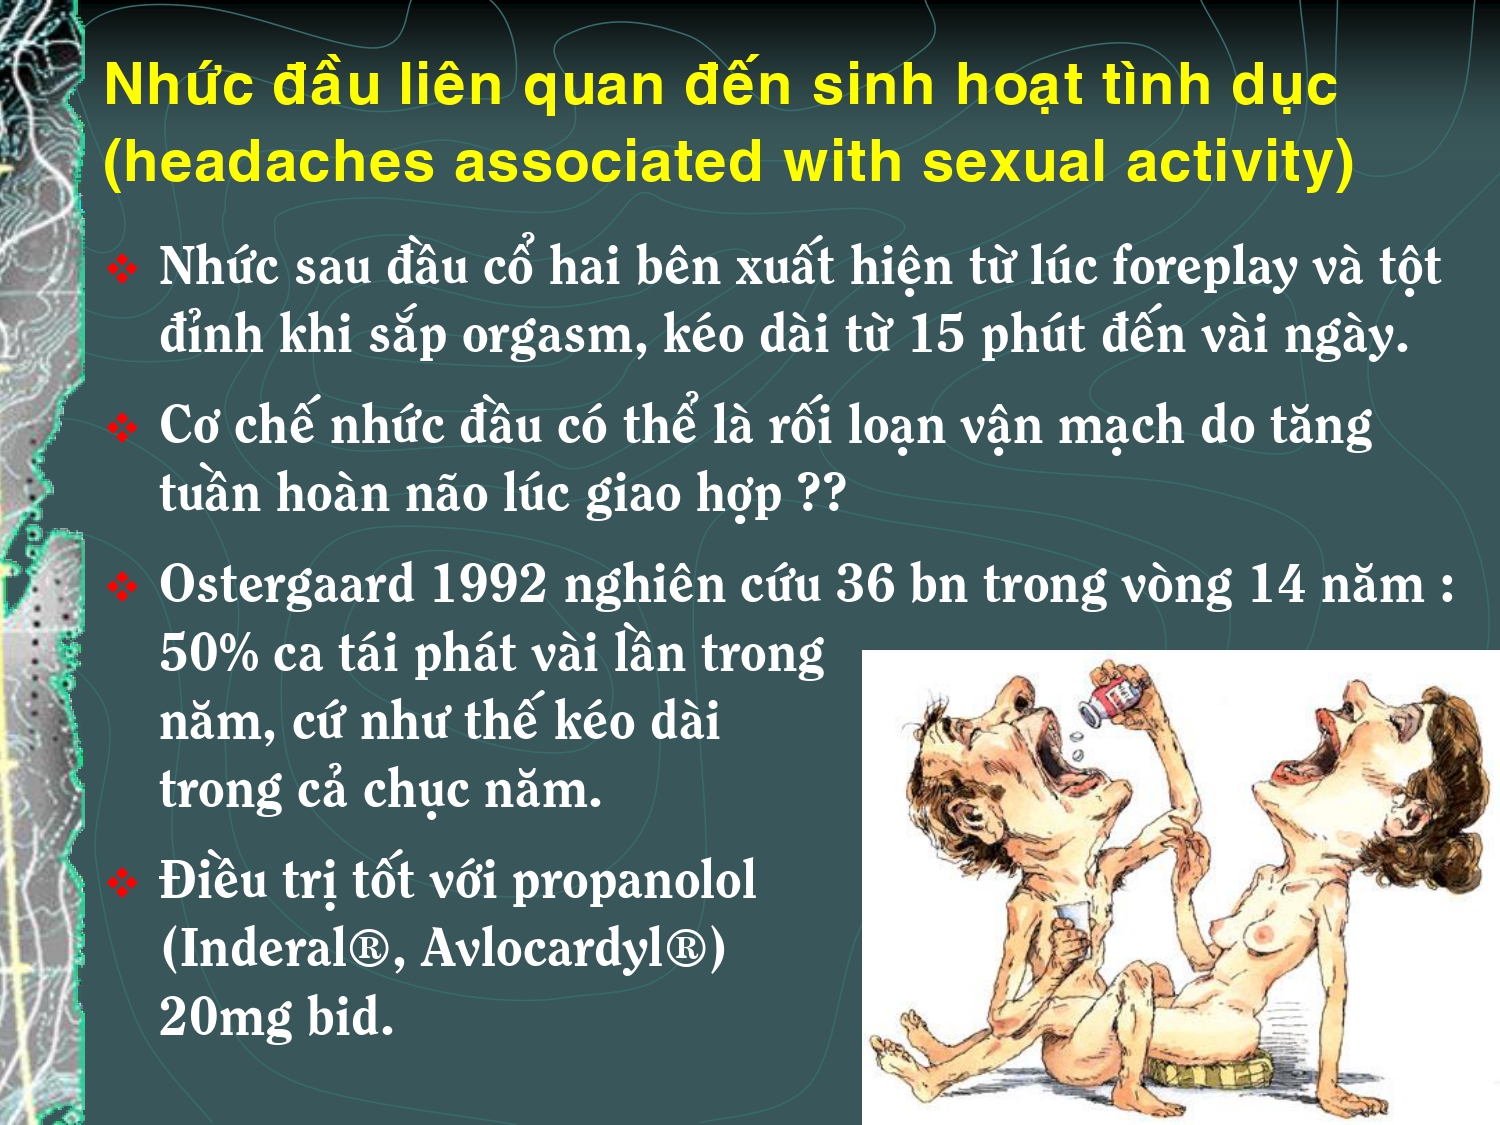 Nhức đầu liên quan đến sinh hoạt tình dục
(headaches associated with sexual activity)
Nhức sau đầu cổ hai bên xuất hiện từ lúc foreplay và tột
đỉnh khi sắp orgasm, kéo dài từ 15 phút đến vài ngày.
Cơ chế nhức đầu có thể là rối loạn vận mạch do tăng
tuần hoàn não lúc giao hợp ??
Ostergaard 1992 nghiên cứu 36 bn trong vòng 14 năm :
50% ca tái phát vài lần trong
năm, cứ như thế kéo dài
trong cả chục năm.
Điều trị tốt với propanolol
(Inderal®, Avlocardyl®)
20mg bid.